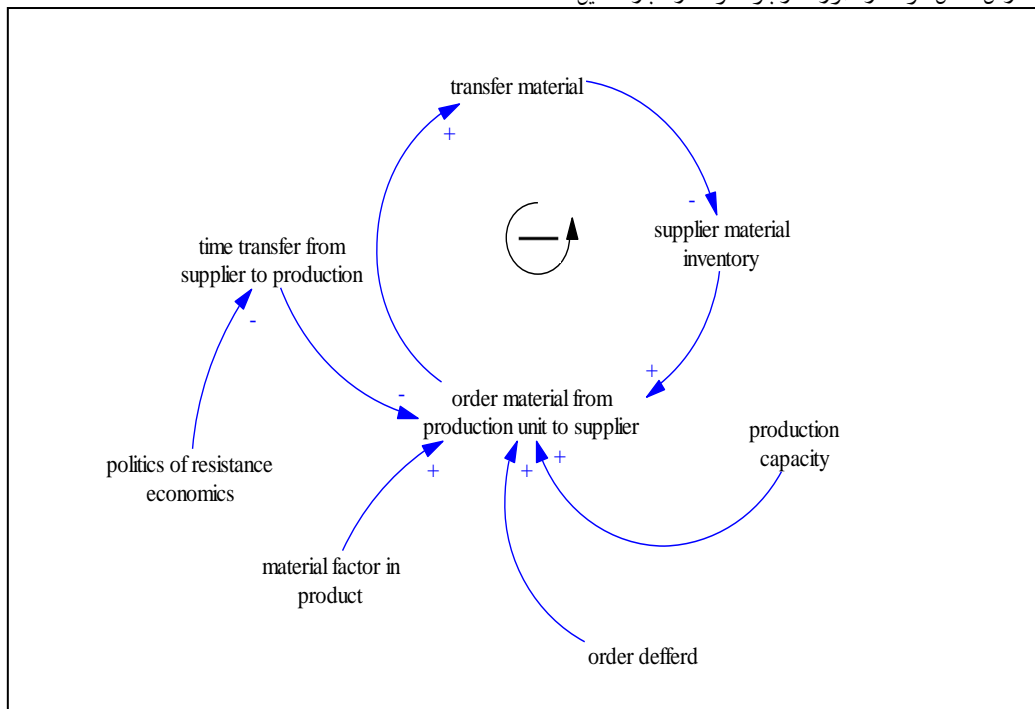 transfer material
+
-
supplier material
inventory
time transfer from
supplier to production
-
+
-
order material from
production unit to supplier
production
capacity
+
+
+
politics of resistance
economics
material factor in
product
order defferd